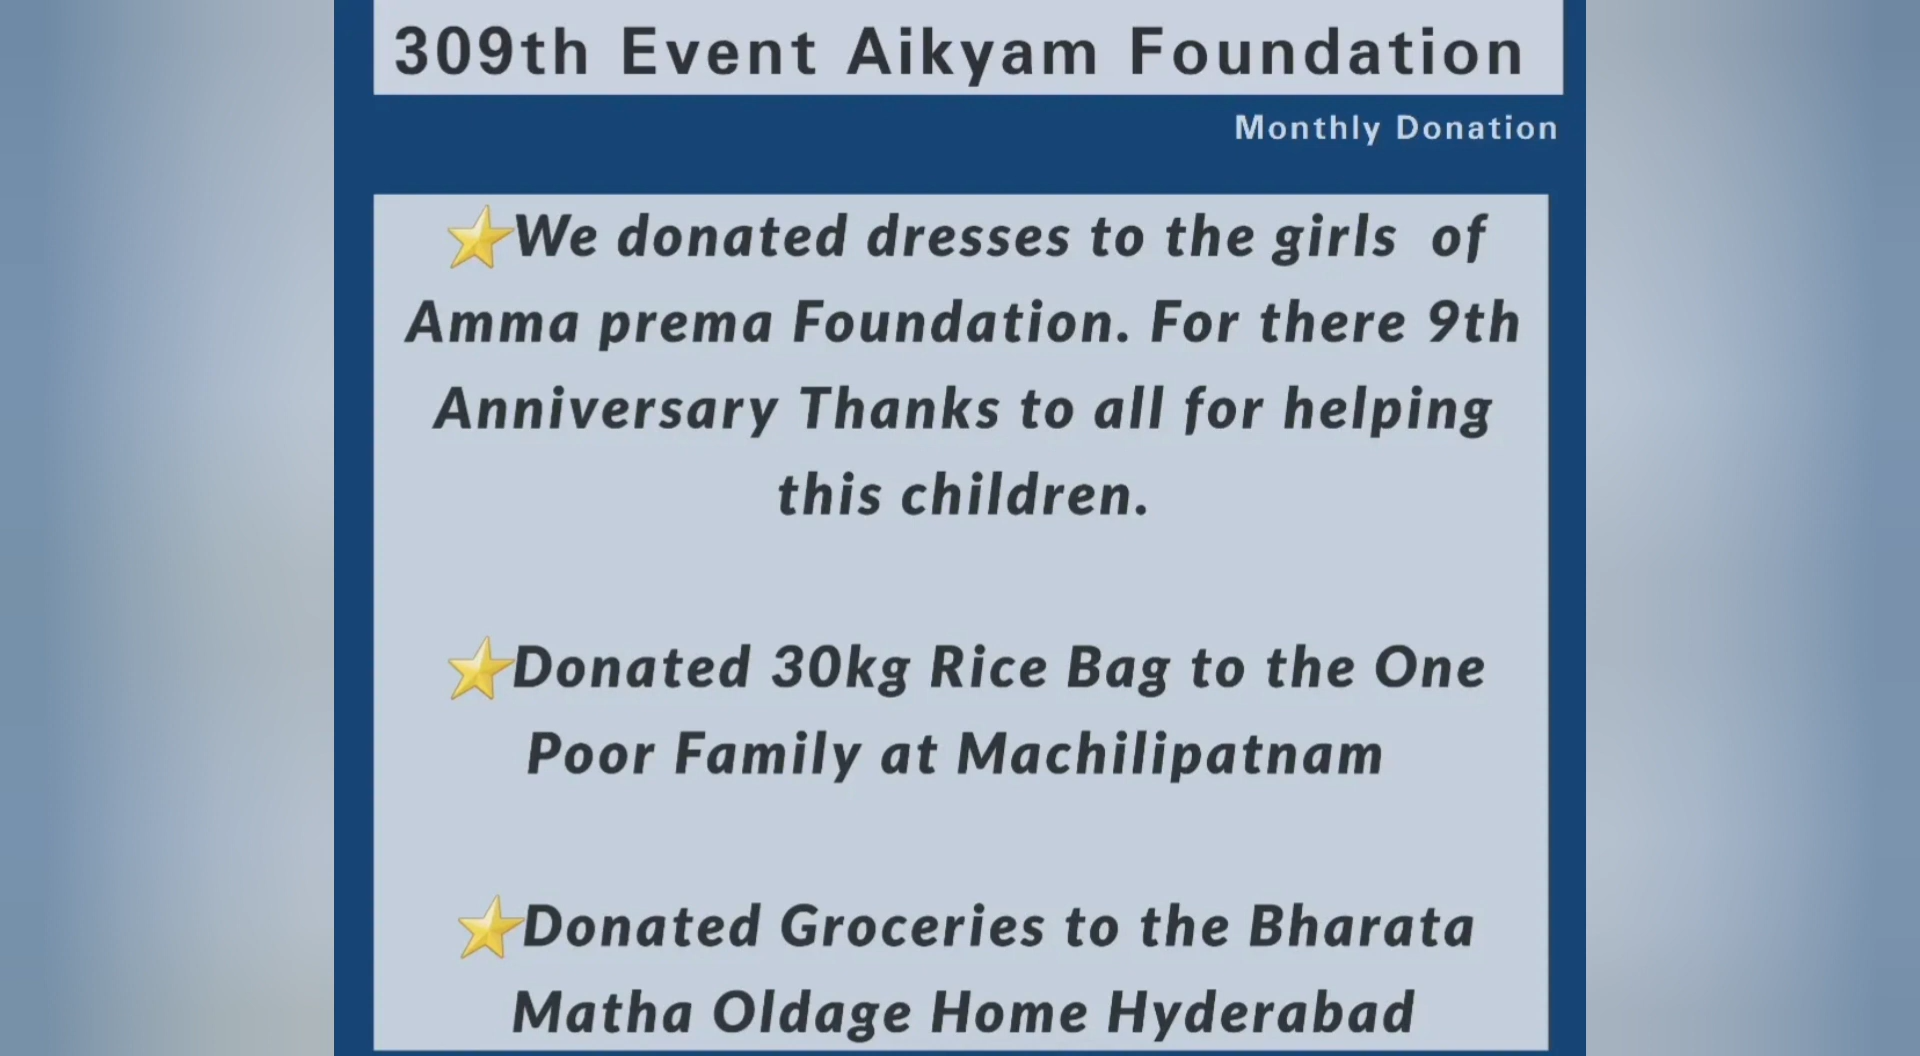 309th Event Aikyam Foundation
Monthly Donation
⭐We donated dresses to the girls of
Amma prema Foundation. For there 9th
Anniversary Thanks to all for helping
this children.
⭐Donated 30kg Rice Bag to the One
Poor Family at Machilipatnam
⭐Donated Groceries to the Bharata
Matha Oldage Home Hyderabad